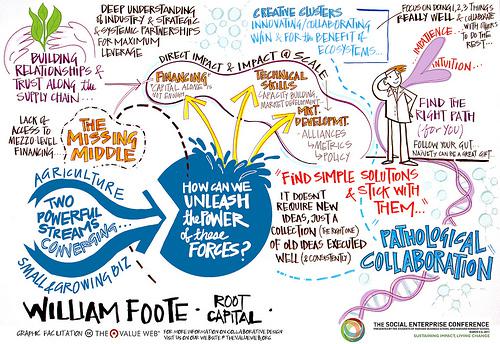 DEEP UNDERSTANDING
of INDUSTRY & STRATEGIC
& SYSTEMIC PARTNERSHIPS
FOR MAXIMUM
LEVERAGE.
BUILDING
RELATIONSHIPS &
TRUST ALONG the
SUPPLY CHAIN...
LACK OF
ACCESS TO
MEZZO LEVEL
FINANCING...
THE
MISSING
MIDDLE
CREATIVE CLUSTERS
INNOVATING/COLLABORATING
W/IN & FOR the BENEFIT of
ECOSYSTEMS...
DIRECT IMPACT & IMPACT @ SCALE
FINANCING
"CAPITAL ALONE IS
NOT ENOUGH"
TECHNICAL
SKILLS
CAPACITY BUILDING,
MARKET DEVELOPMENT...
MKT.
DEVELOPMT.
- ALLIANCES
- METRICS
- POLICY
FOCUS ON DOING 1,2,3 THINGS
REALLY WELL & COLLABORATE
WITH OTHERS
TO DO THE
REST...
IMPATIENCE
INTUITION...
FIND THE
RIGHT PATH
(for YOU)
FOLLOW YOUR GUT.
NAIVETY CAN BE A GREAT GIFT.
AGRICULTURE
TWO
POWERFUL
STREAMS
CONVERGING...
SMALL & GROWING BIZ
HOW CAN WE
UNLEASH
the POWER
of these
FORCES?
"FIND SIMPLE SOLUTIONS
& STICK WITH
THEM..."
IT DOESN'T
REQUIRE NEW
IDEAS, JUST A
COLLECTION (THE RIGHT ONE)
OF OLD IDEAS EXECUTED
WELL (& CONSISTENTLY)
PATHOLOGICAL
COLLABORATION
WILLIAM FOOTE · ROOT
CAPITAL ·
GRAPHIC FACILITATION THE VALUE WEB
FOR MORE INFORMATION ON COLLABORATIVE DESIGN
VISIT US ON OUR WEBSITE THEVALUEWEB.ORG
THE SOCIAL ENTERPRISE CONFERENCE
SUSTAINING IMPACT, LIVING CHANGE